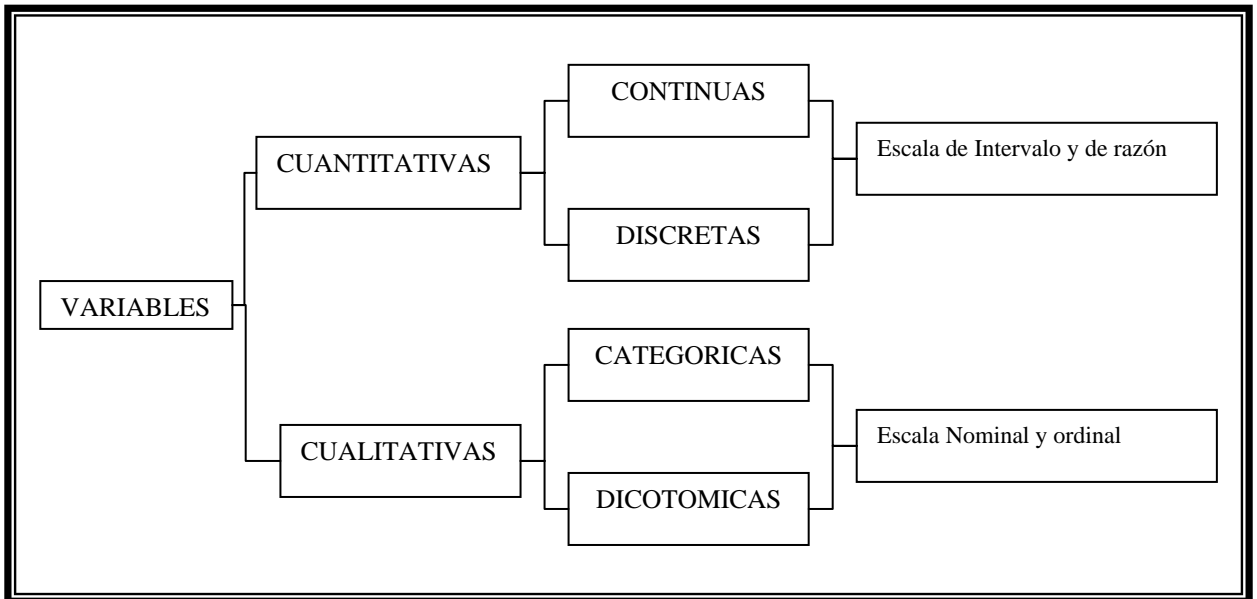 CONTINUAS
CUANTITATIVAS
Escala de Intervalo y de razón
DISCRETAS
VARIABLES
CATEGORICAS
CUALITATIVAS
Escala Nominal y ordinal
DICOTOMICAS